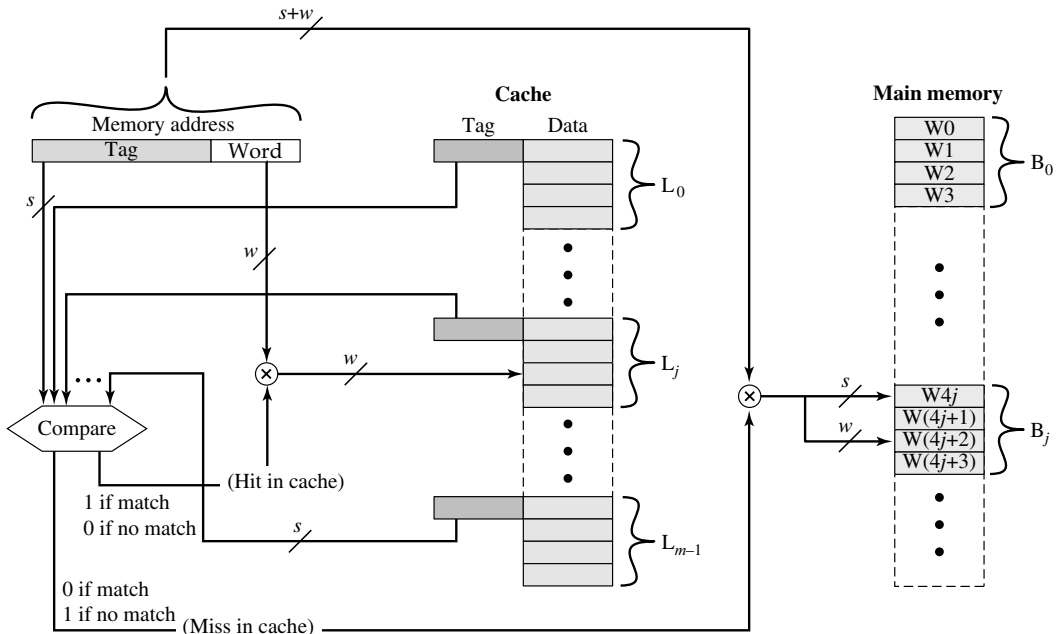 s+w
Memory address
Tag Word
Cache
Tag Data
Main memory
W0
W1
W2
W3
B0
L0
s
w
w
Lj
Compare
(Hit in cache)
1 if match
0 if no match
s
Lm–1
0 if match
1 if no match
(Miss in cache)
s
w
W4j
W(4j+1)
W(4j+2)
W(4j+3)
Bj